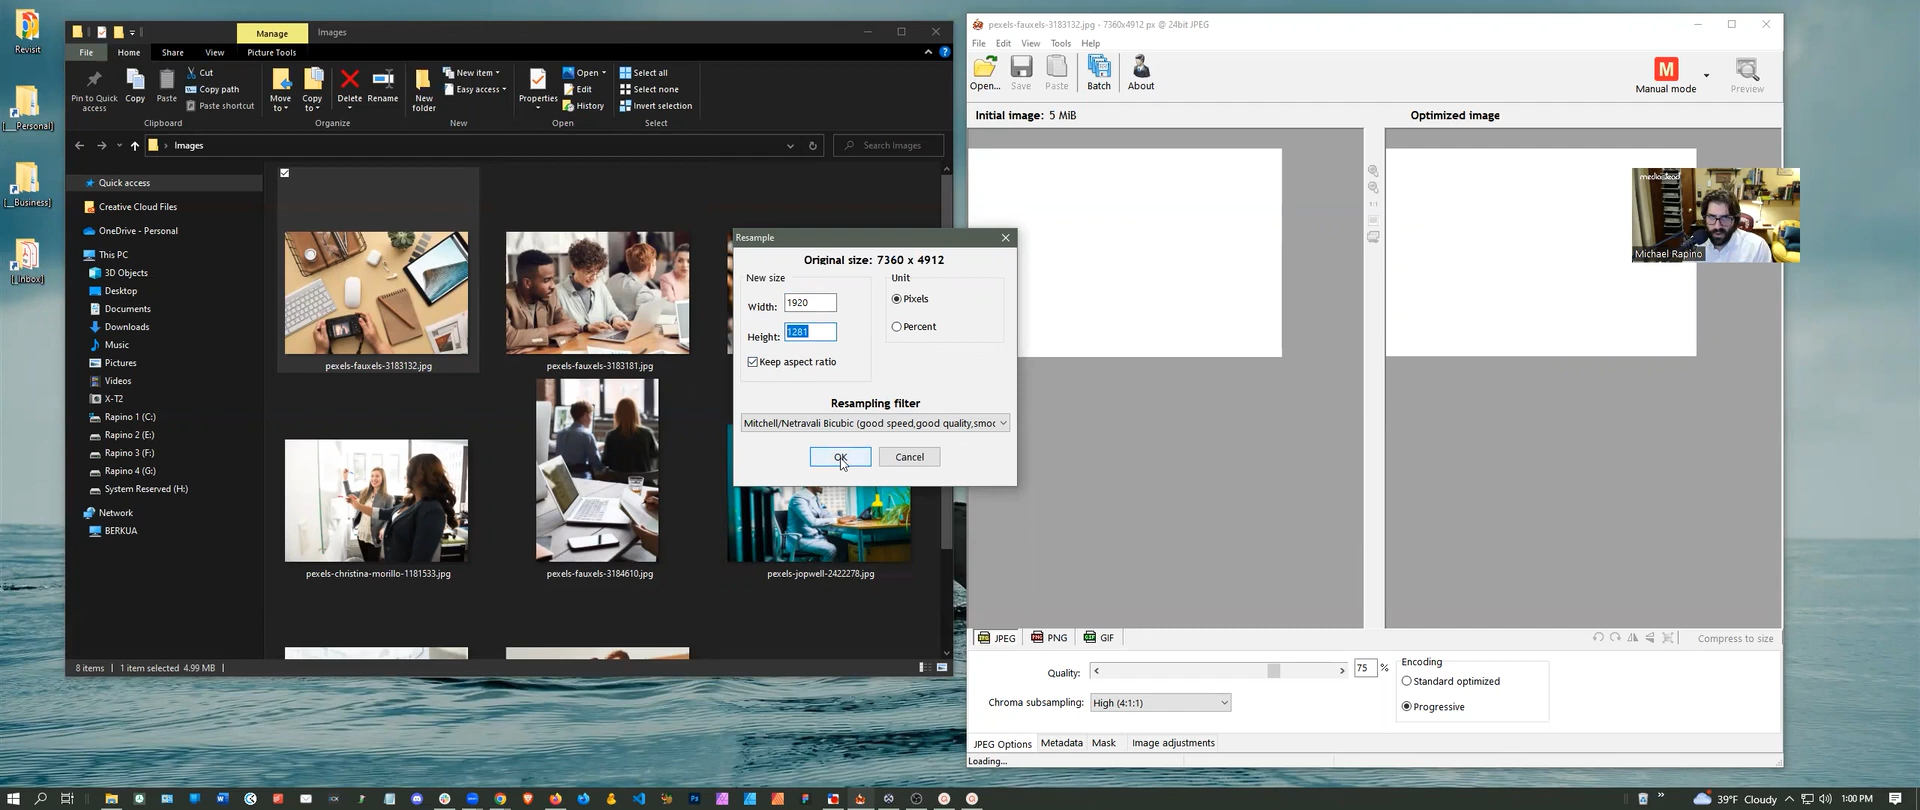 Revisit
[__Personal]
[__Business]
[_Inbox]
Manage
Images
File
Home
Share
View
Picture Tools
Pin to Quick access
Copy
Paste
Cut
Copy path
Paste shortcut
Clipboard
Move to
Copy to
Delete
Rename
Organize
New folder
New item
Easy access
New
Properties
Open
Edit
History
Open
Select all
Select none
Invert selection
Select
Images
Search Images
Quick access
Creative Cloud Files
OneDrive - Personal
This PC
3D Objects
Desktop
Documents
Downloads
Music
Pictures
Videos
X-T2
Rapino 1 (C:)
Rapino 2 (E:)
Rapino 3 (F:)
Rapino 4 (G:)
System Reserved (H:)
Network
BERKUA
pexels-fauxels-3183132.jpg
pexels-fauxels-3183181.jpg
pexels-christina-morillo-1181533.jpg
pexels-fauxels-3184610.jpg
pexels-jopwell-2422278.jpg
8 items
1 item selected 4.99 MB
Resample
Original size: 7360 x 4912
New size
Width: 1920
Height: 1281
Keep aspect ratio
Unit
Pixels
Percent
Resampling filter
Mitchell/Netravali Bicubic (good speed,good quality,smoo
OK
Cancel
pexels-fauxels-3183132.jpg - 7360x4912 px @ 24bit JPEG
File Edit View Tools Help
Open...
Save
Paste
Batch
About
M
Manual mode
Preview
Initial image: 5 MiB
Optimized image
1:1
Michael Rapino
JPEG
PNG
GIF
Compress to size
Quality:
75 %
Chroma subsampling: High (4:1:1)
Encoding
Standard optimized
Progressive
JPEG Options
Metadata
Mask
Image adjustments
Loading...
39°F Cloudy
1:00 PM